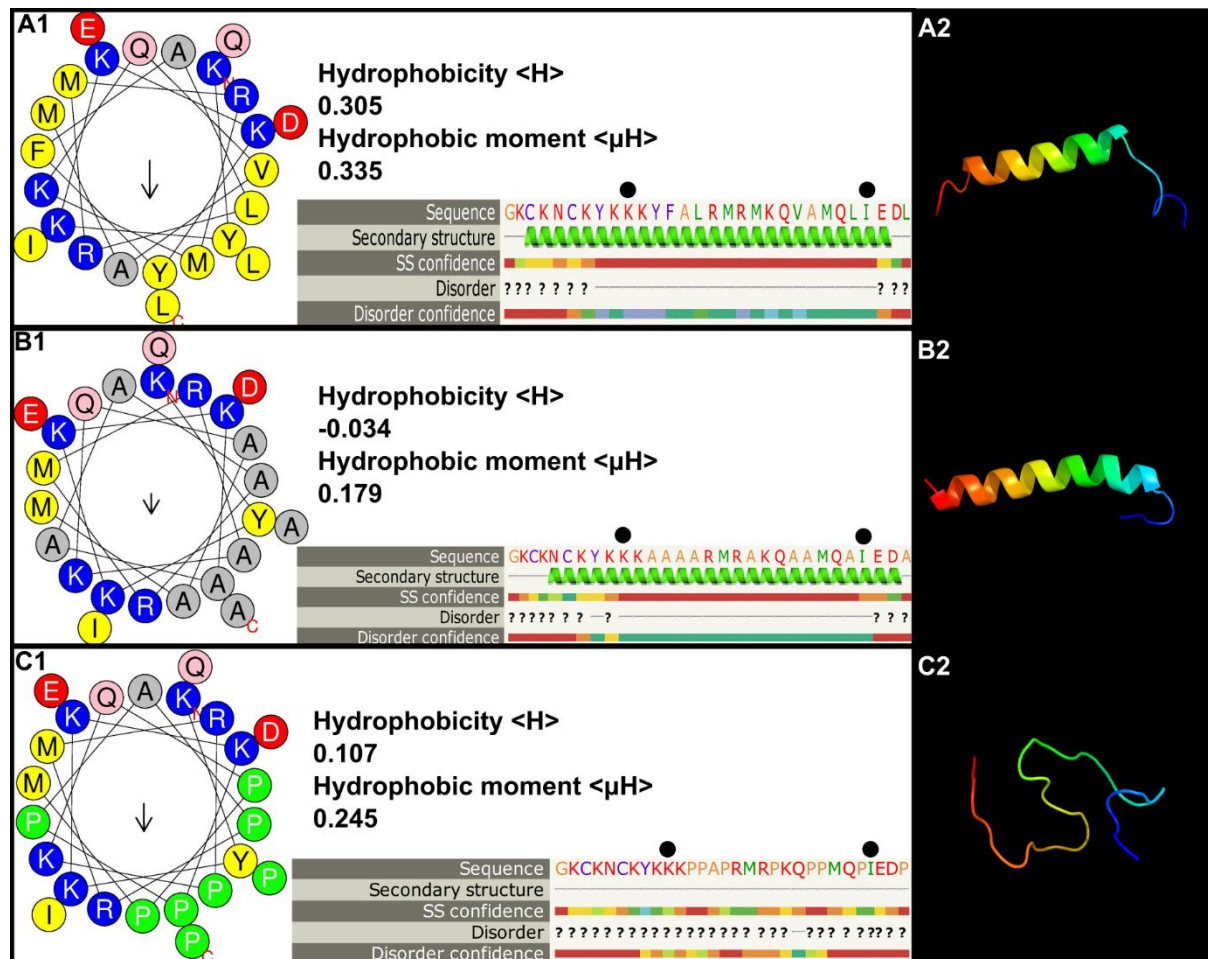 A1
E Q A Q
K K N
M R
M K D
F V
K L
K Y
I R A Y M L
L C
Hydrophobicity <H>
0.305
Hydrophobic moment <µH>
0.335
Sequence GKCKNCKYKKKYFALRMRMKQVAMQLIEDL
Secondary structure
SS confidence
Disorder ??????? ???
Disorder confidence
A2
B1
Q
A K N R D
E Q K
K A
M A
M Y A
A A
K A
K R A A C
I
Hydrophobicity <H>
-0.034
Hydrophobic moment <µH>
0.179
Sequence GKCKNCKYKKKAAAARMRAKQAAMQAIEDA
Secondary structure
SS confidence
Disorder ?????? ? ???
Disorder confidence
B2
C1
Q
E Q A K N R D
K K
M P
M P
P Y P
K P
I K R P P P C
Hydrophobicity <H>
0.107
Hydrophobic moment <µH>
0.245
Sequence GKCKNCKYKKKPPAPRMRPKQPPMQPIEDP
Secondary structure
SS confidence
Disorder ?????????????????? ???????????
Disorder confidence
C2